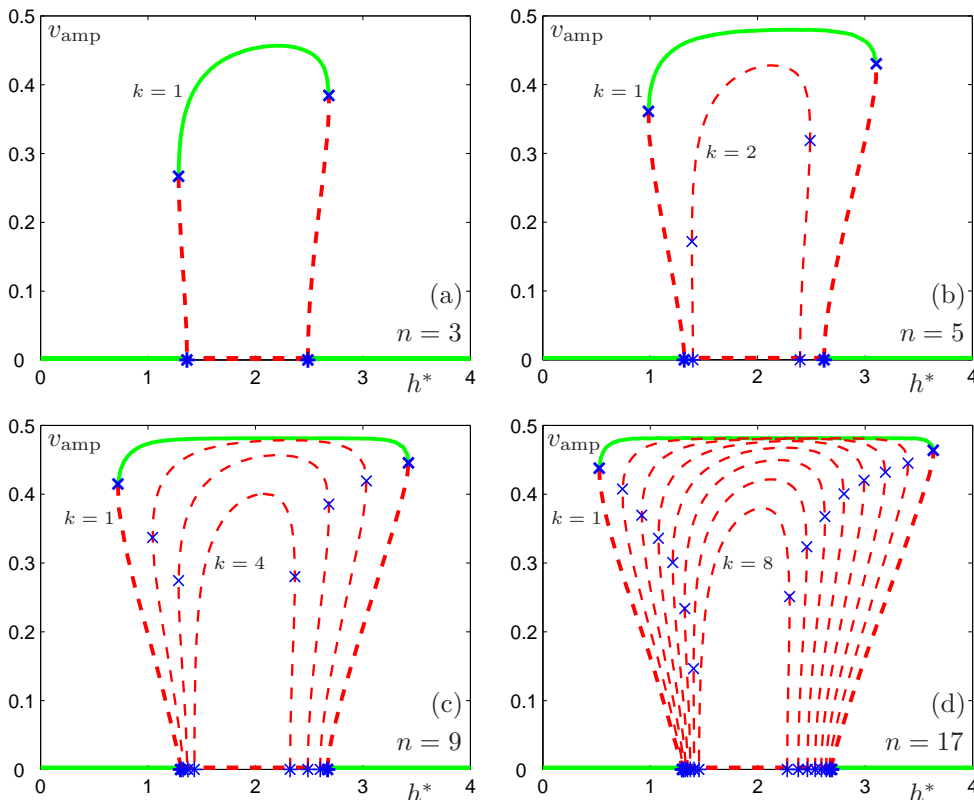 0.5
v_amp
0.4
k = 1
0.3
0.2
0.1
(a)
n = 3
0
0 1 2 3 4
h*
0.5
v_amp
0.4
k = 1
0.3
k = 2
0.2
0.1
(b)
n = 5
0
0 1 2 3 4
h*
0.5
v_amp
0.4
k = 1
0.3
k = 4
0.2
0.1
(c)
n = 9
0
0 1 2 3 4
h*
0.5
v_amp
0.4
k = 1
0.3
k = 8
0.2
0.1
(d)
n = 17
0
0 1 2 3 4
h*